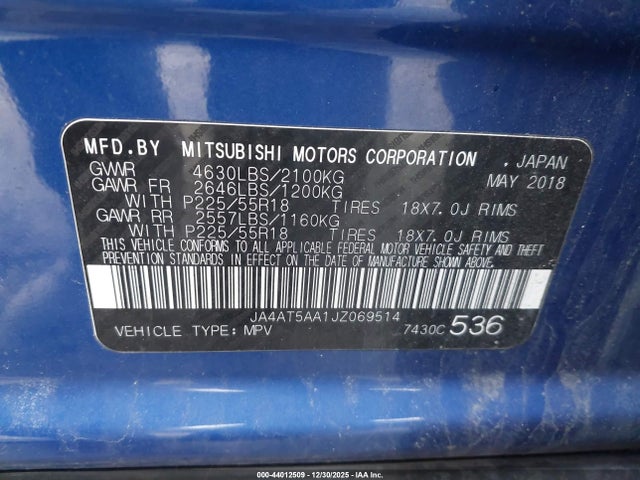 MFD.BY MITSUBISHI MOTORS CORPORATION , JAPAN
GVWR 4630LBS/2100KG MAY 2018
GAWR FR 2646LBS/1200KG
WITH P225/55R18 TIRES 18X7.0J RIMS
GAWR RR 2557LBS/1160KG
WITH P225/55R18 TIRES 18X7.0J RIMS
THIS VEHICLE CONFORMS TO ALL APPLICABLE FEDERAL MOTOR VEHICLE SAFETY AND THEFT
PREVENTION STANDARDS IN EFFECT ON THE DATE OF MANUFACTURE SHOWN ABOVE.
JA4AT5AA1JZ069514
VEHICLE TYPE: MPV 7430C 536
000-44012509 - 12/30/2025 - IAA Inc.